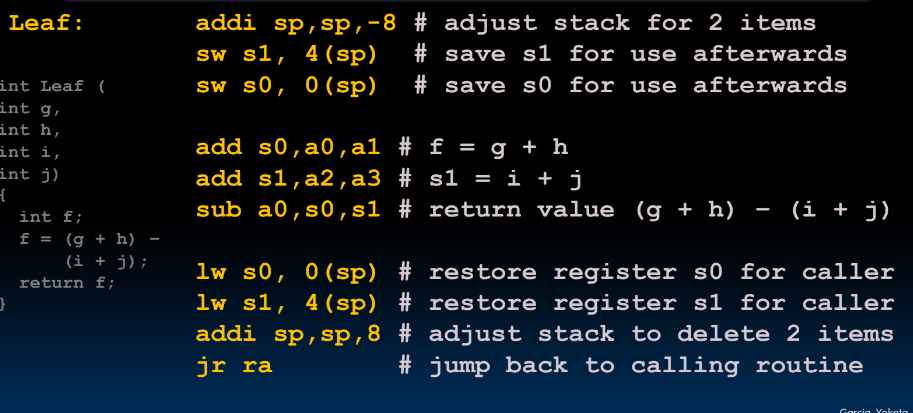 Leaf:
addi sp,sp,-8 # adjust stack for 2 items
sw s1, 4(sp) # save s1 for use afterwards
sw s0, 0(sp) # save s0 for use afterwards
add s0,a0,a1 # f = g + h
add s1,a2,a3 # s1 = i + j
sub a0,s0,s1 # return value (g + h) – (i + j)
lw s0, 0(sp) # restore register s0 for caller
lw s1, 4(sp) # restore register s1 for caller
addi sp,sp,8 # adjust stack to delete 2 items
jr ra # jump back to calling routine
int Leaf (
int g,
int h,
int i,
int j)
{
int f;
f = (g + h) –
(i + j);
return f;
}